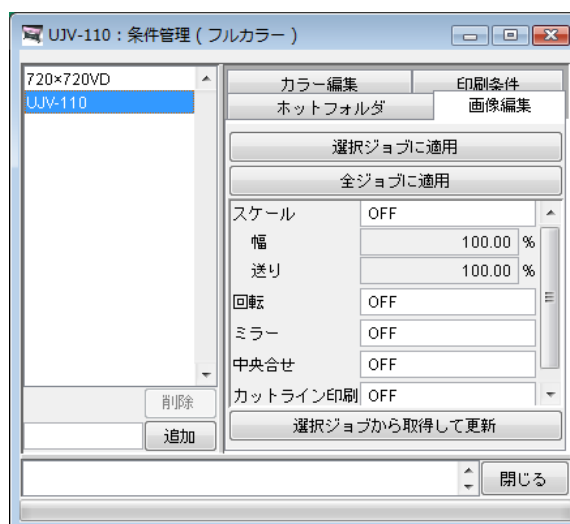 UJV-110：条件管理 ( フルカラー )
720×720VD
UJV-110
カラー編集
印刷条件
ホットフォルダ
画像編集
選択ジョブに適用
全ジョブに適用
スケール OFF
幅 100.00 %
送り 100.00 %
回転 OFF
ミラー OFF
中央合せ OFF
カットライン印刷 OFF
選択ジョブから取得して更新
削除
追加
閉じる